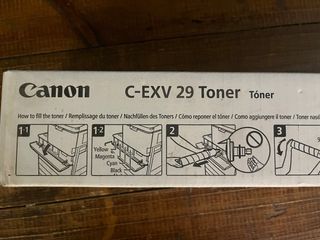 Canon C-EXV 29 Toner Tóner
How to fill the toner / Remplissage du toner / Nachfüllen des Toners / Cómo reponer el tóner / Come aggiungere il toner / Toner
1-1 1-2 2 3
Yellow
Magenta
Cyan
Black